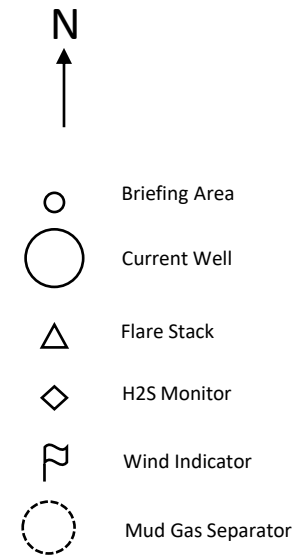 N
Briefing Area
Current Well
Flare Stack
H2S Monitor
Wind Indicator
Mud Gas Separator